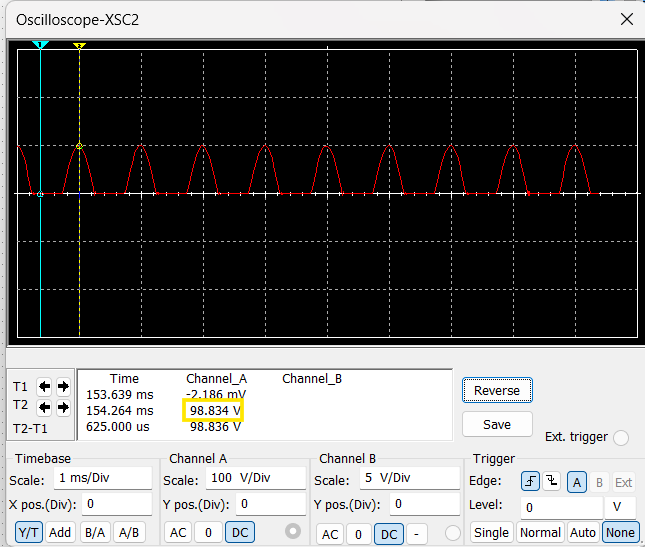 Oscilloscope-XSC2
1
2
Time Channel_A Channel_B
T1 153.639 ms -2.186 mV
T2 154.264 ms 98.834 V
T2-T1 625.000 us 98.836 V
Reverse
Save
Ext. trigger
Timebase Channel A Channel B Trigger
Scale: 1 ms/Div Scale: 100 V/Div Scale: 5 V/Div Edge: A B Ext
X pos.(Div): 0 Y pos.(Div): 0 Y pos.(Div): 0 Level: 0 V
Y/T Add B/A A/B AC 0 DC AC 0 DC - Single Normal Auto None